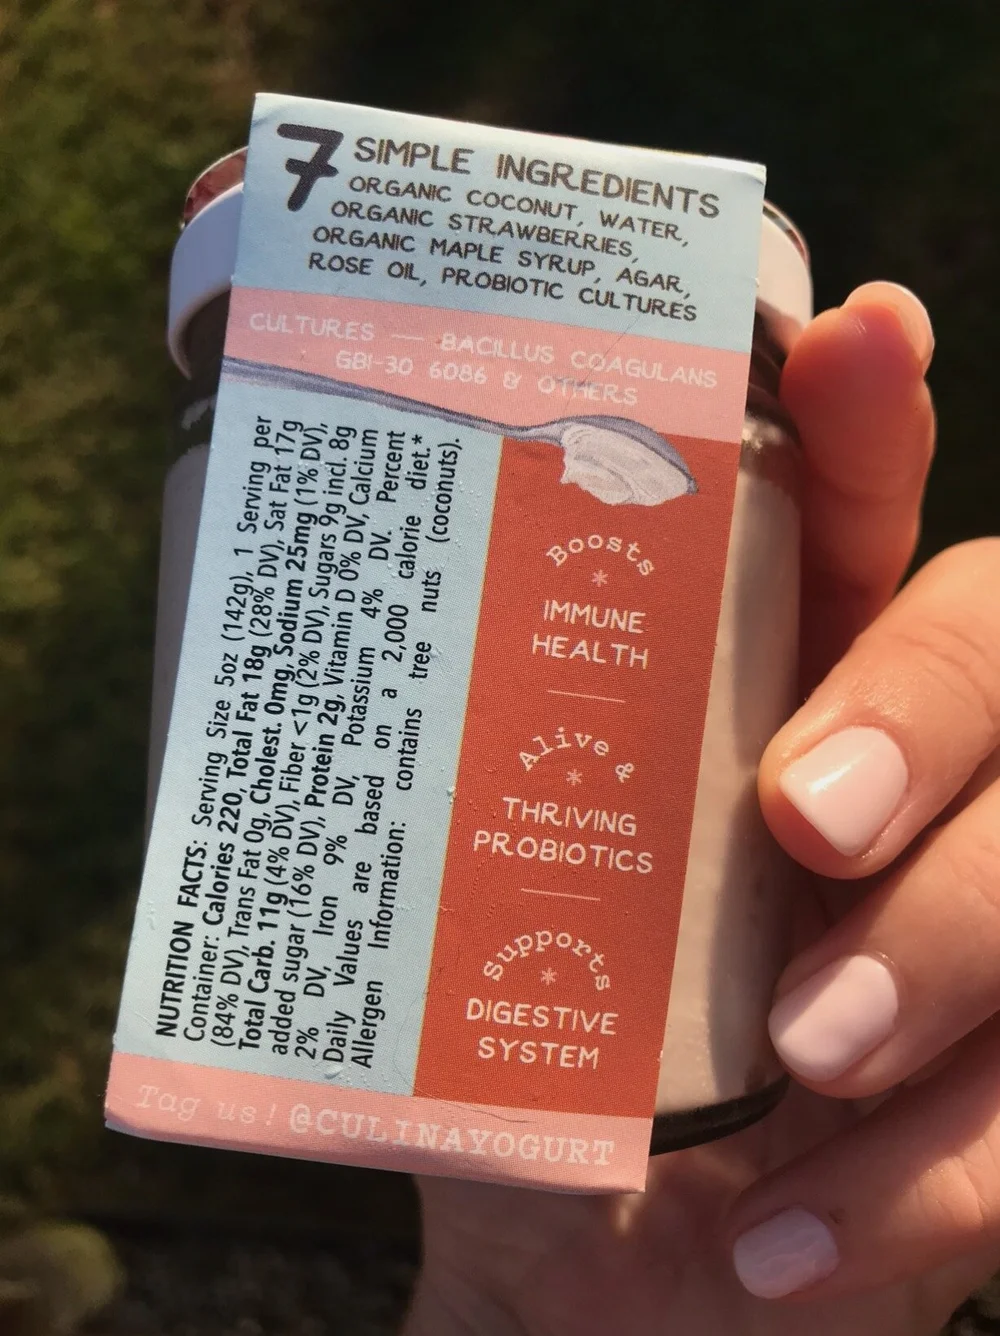 7 SIMPLE INGREDIENTS
ORGANIC COCONUT, WATER,
ORGANIC STRAWBERRIES,
ORGANIC MAPLE SYRUP, AGAR,
ROSE OIL, PROBIOTIC CULTURES
CULTURES — BACILLUS COAGULANS
GBI-30 6086 & OTHERS
NUTRITION FACTS: Serving Size 5oz (142g), 1 Serving per
Container: Calories 220, Total Fat 18g (28% DV), Sat Fat 17g
(84% DV), Trans Fat 0g, Cholest. 0mg, Sodium 25mg (1% DV),
Total Carb. 11g (4% DV), Fiber <1g (2% DV), Sugars 9g incl. 8g
added sugar (16% DV), Protein 2g, Vitamin D 0% DV, Calcium
2% DV, Iron 9% DV, Potassium 4% DV. Percent
Daily Values are based on a 2,000 calorie diet.*
Allergen Information: contains tree nuts (coconuts).
Boosts
*
IMMUNE
HEALTH
Alive &
*
THRIVING
PROBIOTICS
Supports
*
DIGESTIVE
SYSTEM
Tag us! @CULINAYOGURT